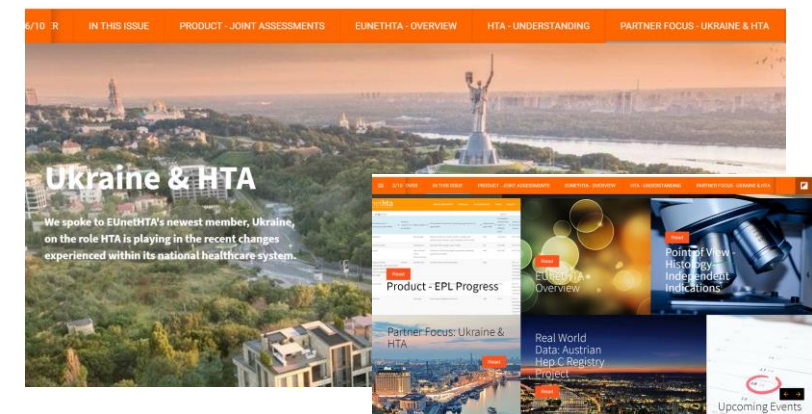 6/10
IN THIS ISSUE
PRODUCT - JOINT ASSESSMENTS
EUNETHTA - OVERVIEW
HTA - UNDERSTANDING
PARTNER FOCUS - UKRAINE & HTA
Ukraine & HTA
We spoke to EUnetHTA's newest member, Ukraine,
on the role HTA is playing in the recent changes
experienced within its national healthcare system.
IN THIS ISSUE
PRODUCT - JOINT ASSESSMENTS
EUNETHTA - OVERVIEW
HTA - UNDERSTANDING
PARTNER FOCUS - UKRAINE & HTA
Read
Product - EPL Progress
Read
EUnetHTA -
Overview
Read
Point of View -
Histology
Independent
Indications
Partner Focus: Ukraine &
HTA
Read
Real World
Data: Austrian
Hep C Registry
Project
Read
Upcoming Events